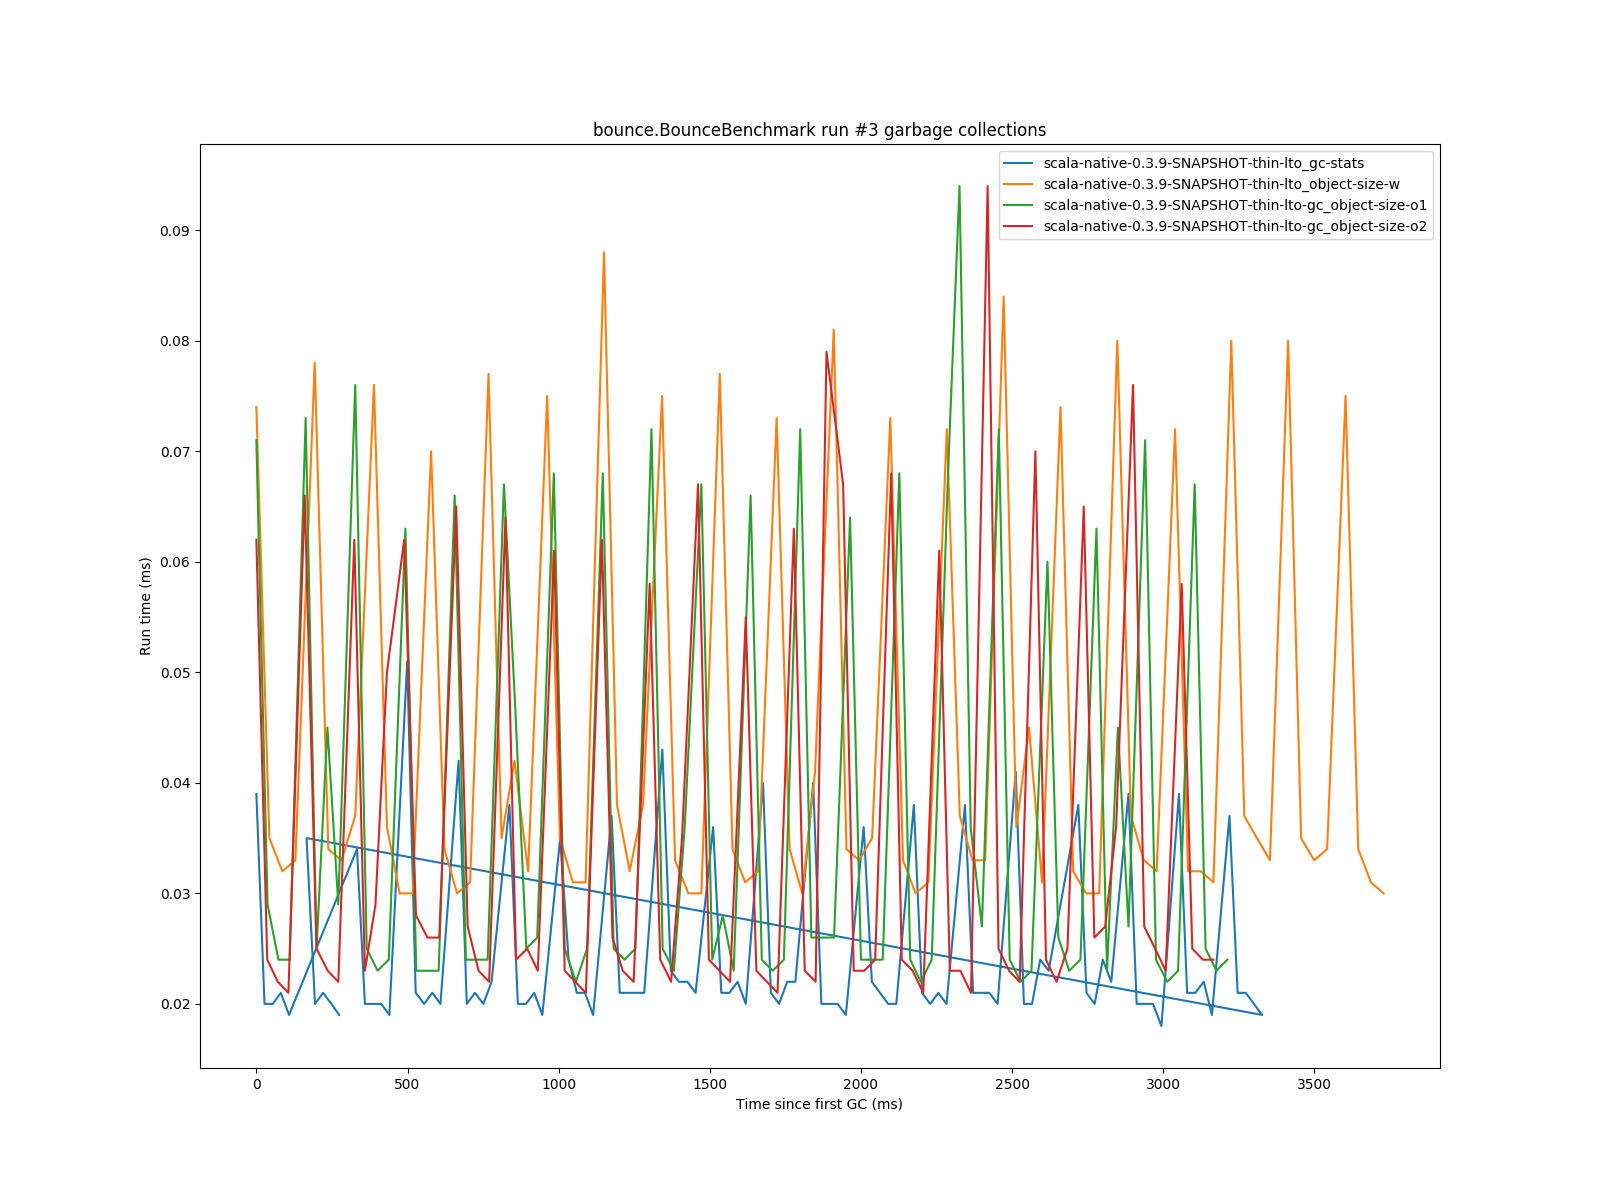 bounce.BounceBenchmark run #3 garbage collections
scala-native-0.3.9-SNAPSHOT-thin-lto_gc-stats
scala-native-0.3.9-SNAPSHOT-thin-lto_object-size-w
scala-native-0.3.9-SNAPSHOT-thin-lto-gc_object-size-o1
scala-native-0.3.9-SNAPSHOT-thin-lto-gc_object-size-o2
Run time (ms)
0.09
0.08
0.07
0.06
0.05
0.04
0.03
0.02
0 500 1000 1500 2000 2500 3000 3500
Time since first GC (ms)